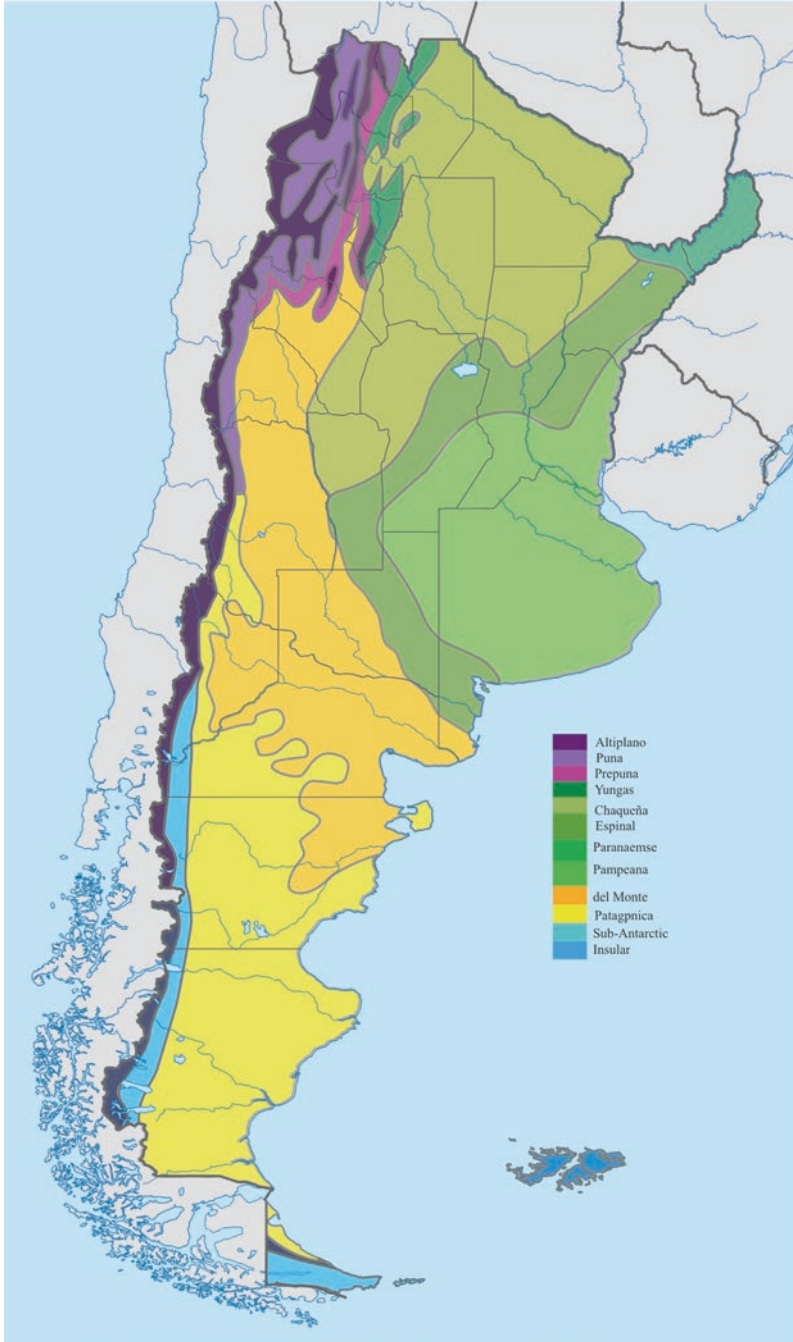 Altiplano
Puna
Prepuna
Yungas
Chaqueña
Espinal
Paranaemse
Pampeana
del Monte
Patagpnica
Sub-Antarctic
Insular